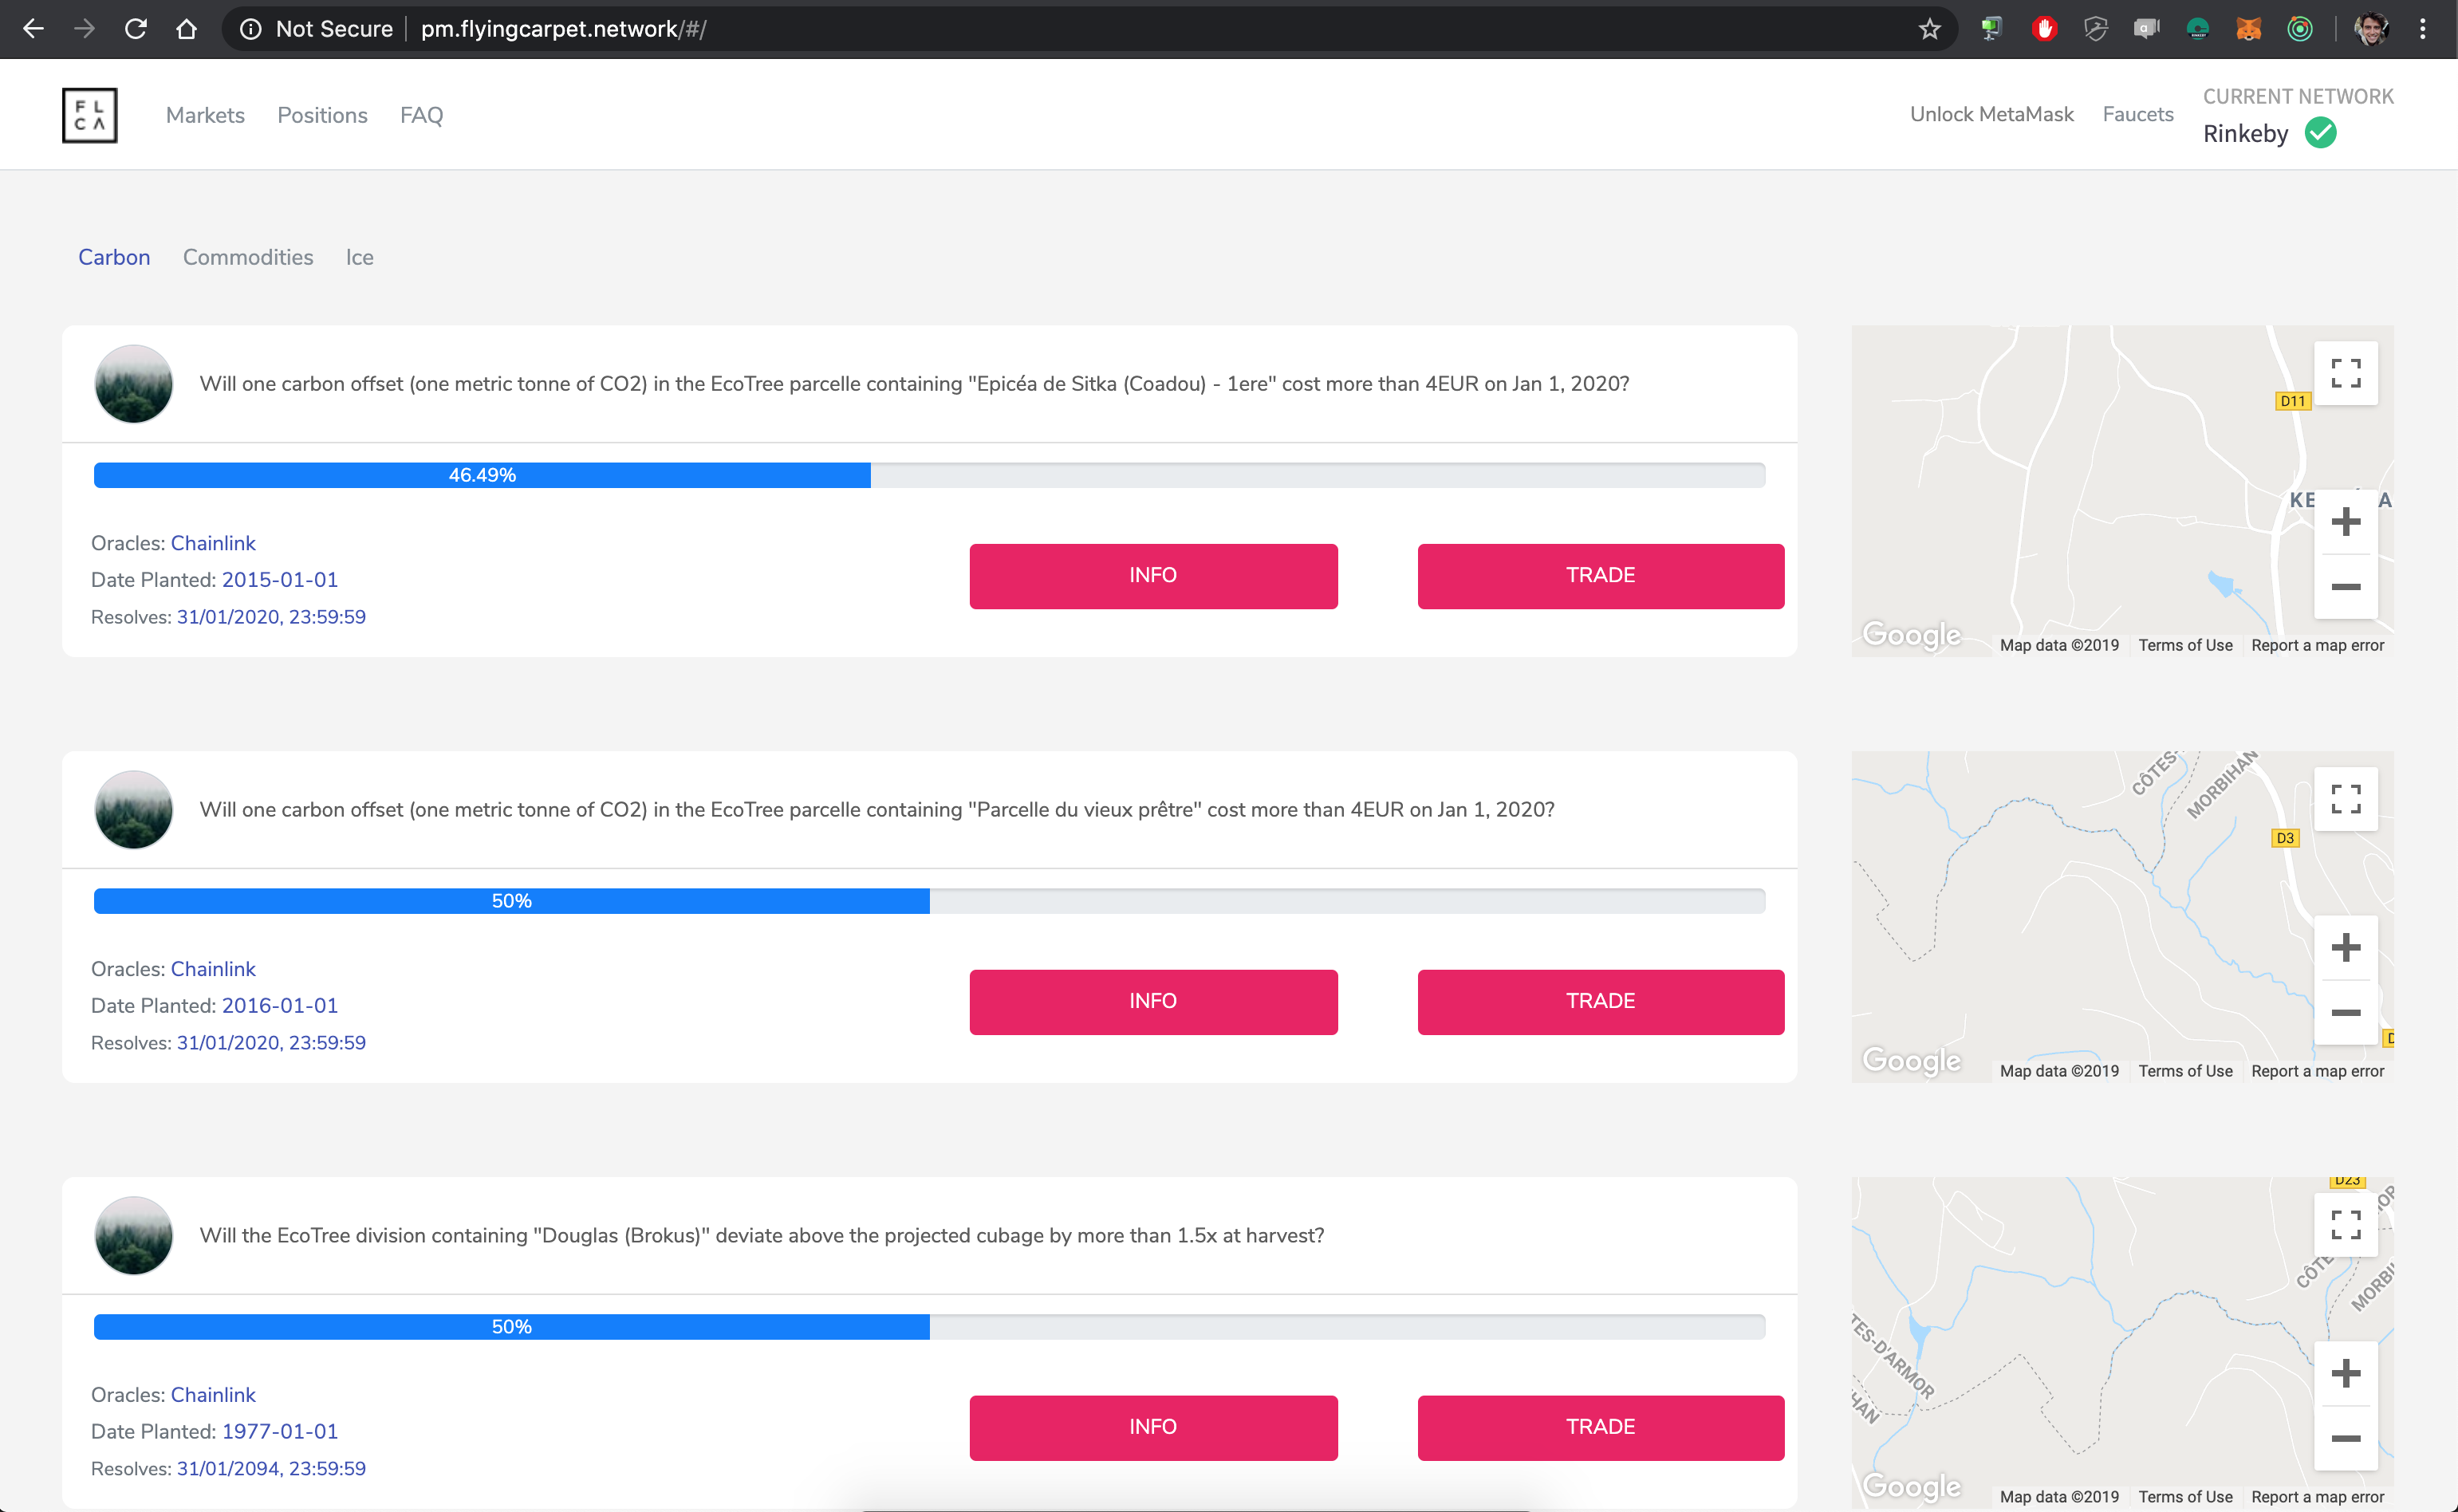 Not Secure pm.flyingcarpet.network/#/
FL
CA
Markets Positions FAQ
Unlock MetaMask Faucets
CURRENT NETWORK
Rinkeby
Carbon Commodities Ice
Will one carbon offset (one metric tonne of CO2) in the EcoTree parcelle containing "Epicéa de Sitka (Coadou) - 1ere" cost more than 4EUR on Jan 1, 2020?
46.49%
Oracles: Chainlink
Date Planted: 2015-01-01
Resolves: 31/01/2020, 23:59:59
INFO
TRADE
D11
Google
Map data ©2019 Terms of Use Report a map error
Will one carbon offset (one metric tonne of CO2) in the EcoTree parcelle containing "Parcelle du vieux prêtre" cost more than 4EUR on Jan 1, 2020?
50%
Oracles: Chainlink
Date Planted: 2016-01-01
Resolves: 31/01/2020, 23:59:59
INFO
TRADE
CÔTES-
MORBIHAN
D3
Google
Map data ©2019 Terms of Use Report a map error
Will the EcoTree division containing "Douglas (Brokus)" deviate above the projected cubage by more than 1.5x at harvest?
50%
Oracles: Chainlink
Date Planted: 1977-01-01
Resolves: 31/01/2094, 23:59:59
INFO
TRADE
D23
CÔTE
MORBIH
TES-D'ARMOR
HAN
Google
Map data ©2019 Terms of Use Report a map error